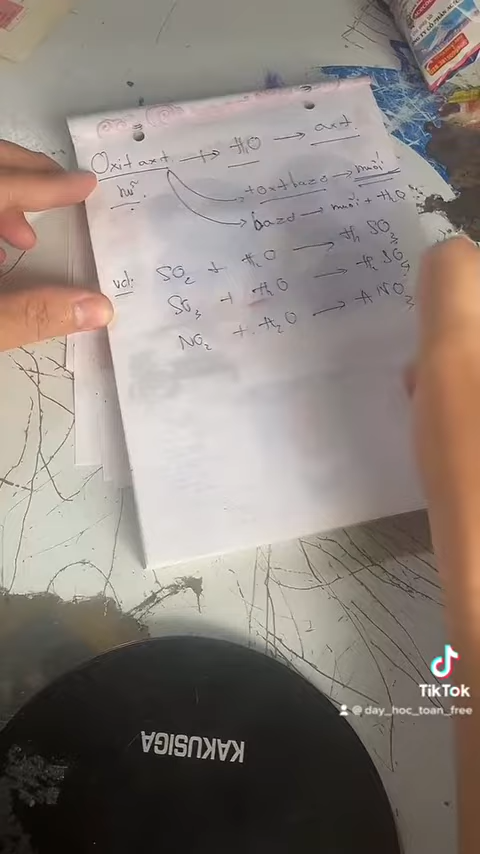 Oxit axit + H2O → axit
+ oxit bazơ → muối
bazơ → muối + H2O
vd: SO2 + H2O → H2SO3
SO3 + H2O → H2SO4
NO2 + H2O → HNO3
KAKUSIGA
TikTok
@day_hoc_toan_free